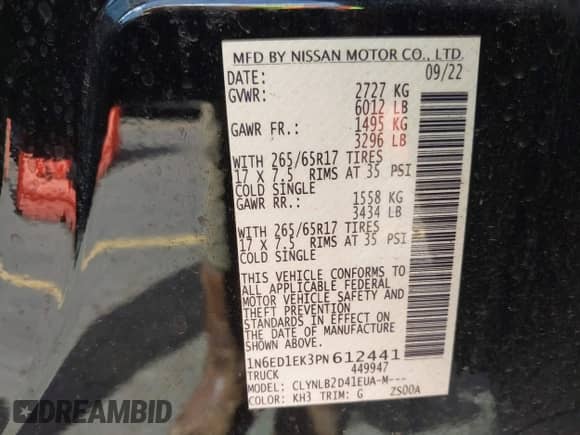 MFD BY NISSAN MOTOR CO., LTD.
DATE: 09/22
GVWR: 2727 KG
6012 LB
GAWR FR.: 1495 KG
3296 LB
WITH 265/65R17 TIRES
17 X 7.5 RIMS AT 35 PSI
COLD SINGLE
GAWR RR.: 1558 KG
3434 LB
WITH 265/65R17 TIRES
17 X 7.5 RIMS AT 35 PSI
COLD SINGLE
THIS VEHICLE CONFORMS TO
ALL APPLICABLE FEDERAL
MOTOR VEHICLE SAFETY AND
THEFT PREVENTION
STANDARDS IN EFFECT ON
THE DATE OF MANUFACTURE
SHOWN ABOVE.
1N6ED1EK3PN612441
TRUCK 449947
MODEL: CLYNLB2D41EUA-M---
COLOR: KH3 TRIM: G ZS00A
DREAMBID